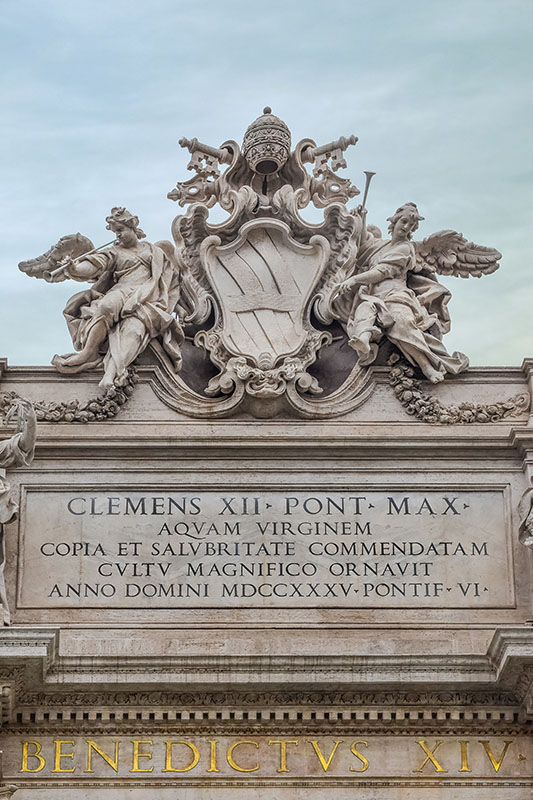 CLEMENS XII · PONT · MAX ·
AQVAM VIRGINEM
COPIA ET SALVBRITATE COMMENDATAM
CVLTV MAGNIFICO ORNAVIT
ANNO DOMINI MDCCXXXV · PONTIF · VI ·
BENEDICTVS XIV ·